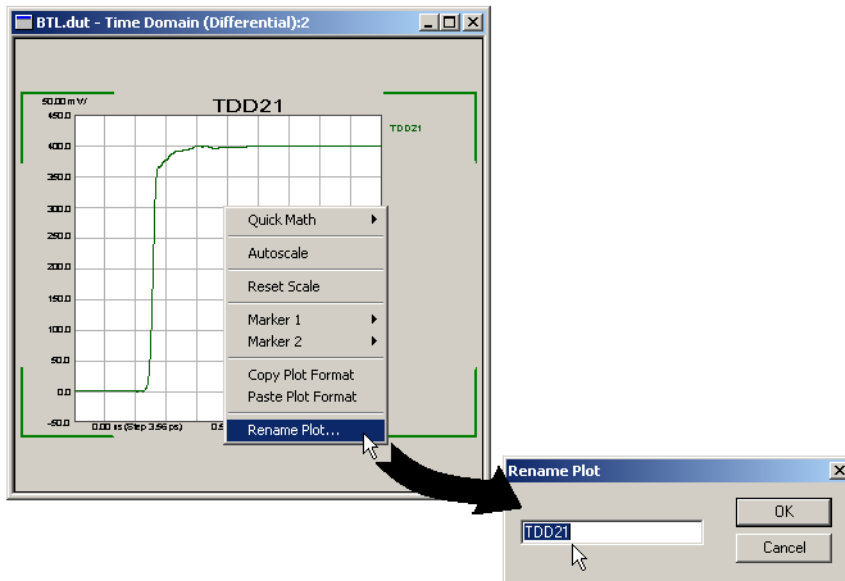 BTL.dut - Time Domain (Differential):2
50.00 mV/
TDD21
450.0
TDD21
400.0
350.0
300.0
250.0
200.0
150.0
100.0
50.0
0.0
-50.0
0.00 ns (Step 3.96 ps)
Quick Math
Autoscale
Reset Scale
Marker 1
Marker 2
Copy Plot Format
Paste Plot Format
Rename Plot...
Rename Plot
TDD21
OK
Cancel